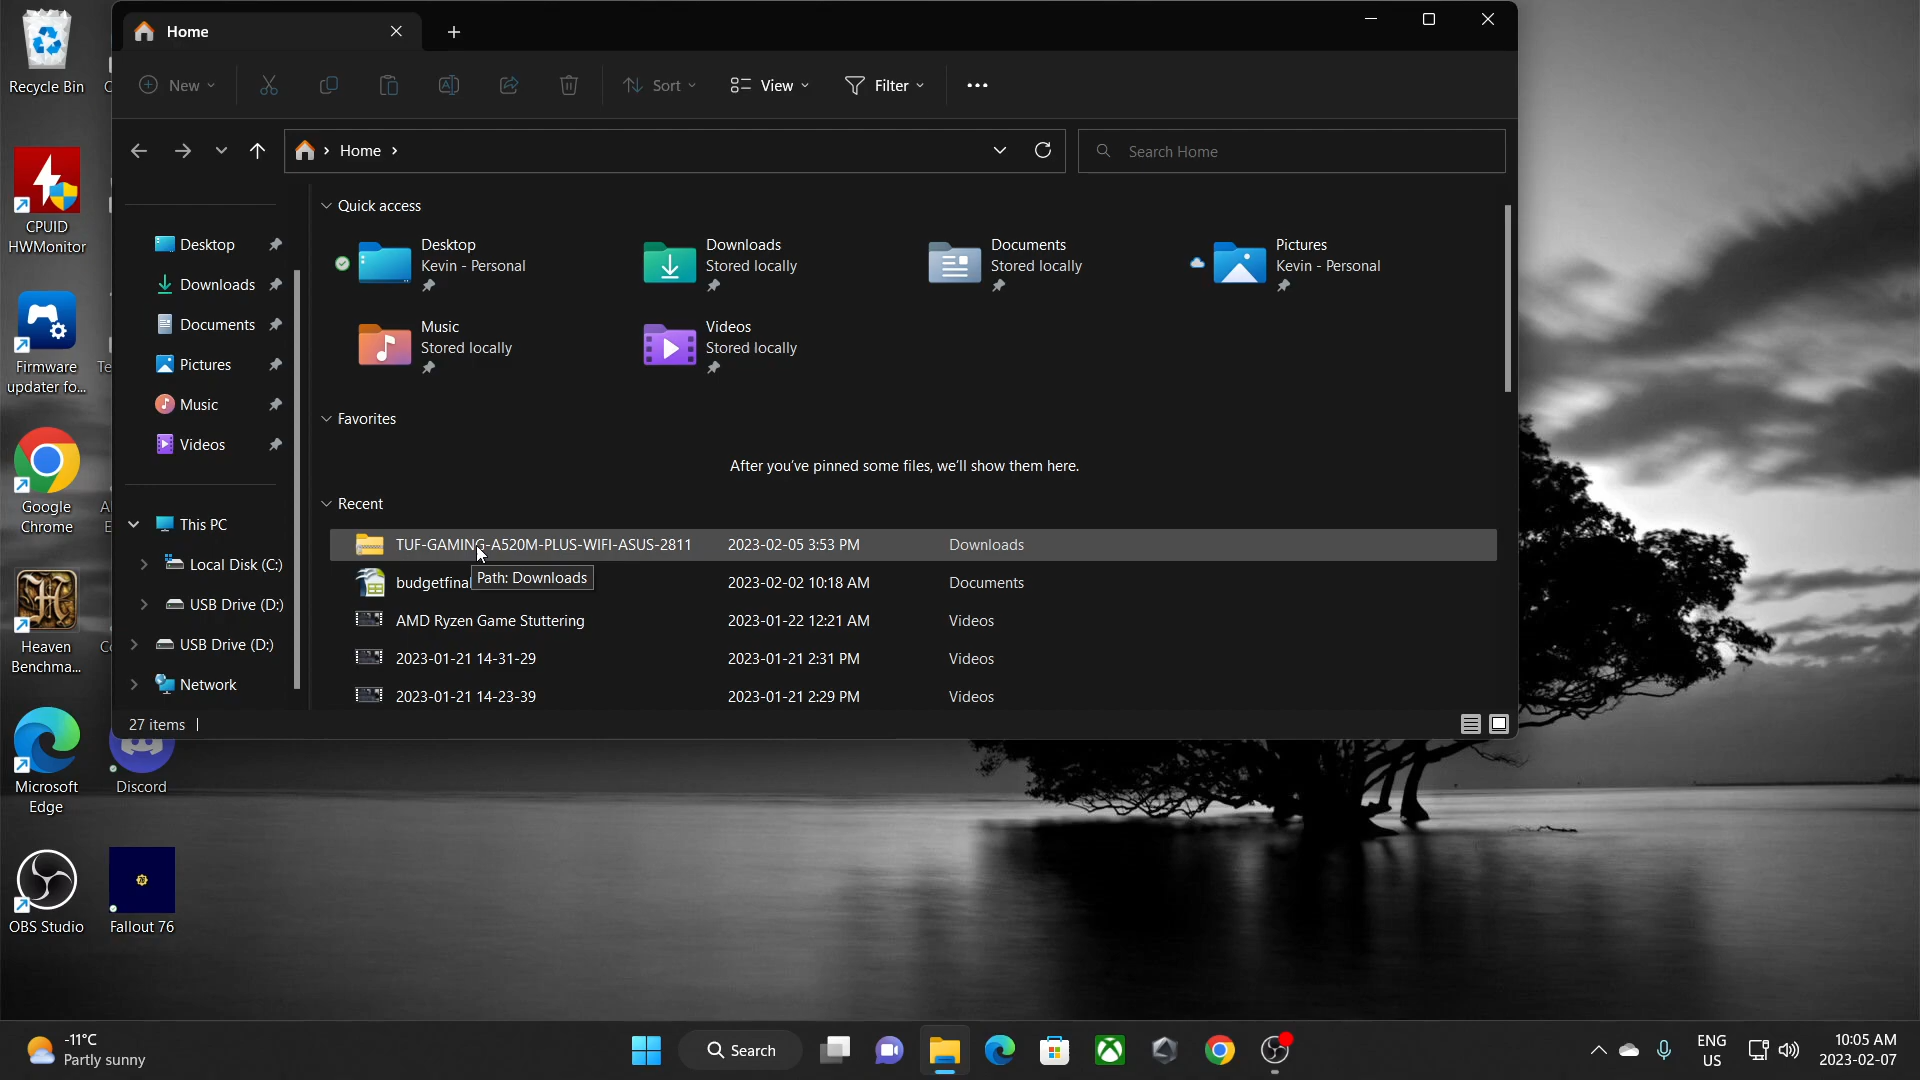 Recycle Bin
CPUID
HWMonitor
Firmware
updater fo...
Google
Chrome
Heaven
Benchma...
Microsoft
Edge
Discord
OBS Studio
Fallout 76
Home
New
Sort
View
Filter
Home
Search Home
Desktop
Downloads
Documents
Pictures
Music
Videos
This PC
Local Disk (C:)
USB Drive (D:)
USB Drive (D:)
Network
Quick access
Desktop
Kevin - Personal
Downloads
Stored locally
Documents
Stored locally
Pictures
Kevin - Personal
Music
Stored locally
Videos
Stored locally
Favorites
After you've pinned some files, we'll show them here.
Recent
TUF-GAMING-A520M-PLUS-WIFI-ASUS-2811 2023-02-05 3:53 PM Downloads
budgetfinal 2023-02-02 10:18 AM Documents
Path: Downloads
AMD Ryzen Game Stuttering 2023-01-22 12:21 AM Videos
2023-01-21 14-31-29 2023-01-21 2:31 PM Videos
2023-01-21 14-23-39 2023-01-21 2:29 PM Videos
27 items
-11°C
Partly sunny
Search
ENG
US
10:05 AM
2023-02-07